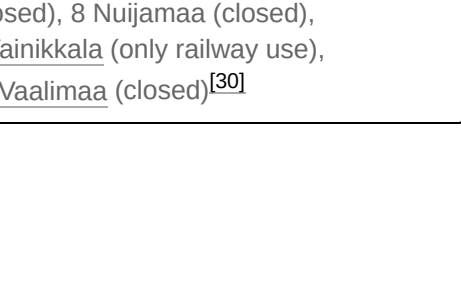 osed), 8 Nuijamaa (closed),
ainikkala (only railway use),
Vaalimaa (closed)[30]